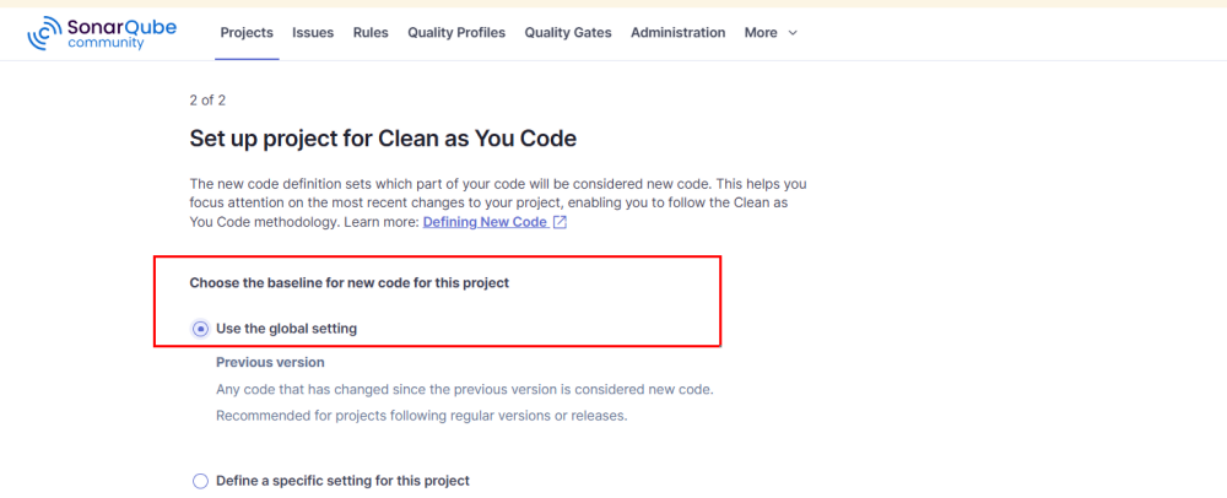 SonarQube community
Projects Issues Rules Quality Profiles Quality Gates Administration More
2 of 2
Set up project for Clean as You Code
The new code definition sets which part of your code will be considered new code. This helps you
focus attention on the most recent changes to your project, enabling you to follow the Clean as
You Code methodology. Learn more: Defining New Code
Choose the baseline for new code for this project
Use the global setting
Previous version
Any code that has changed since the previous version is considered new code.
Recommended for projects following regular versions or releases.
Define a specific setting for this project